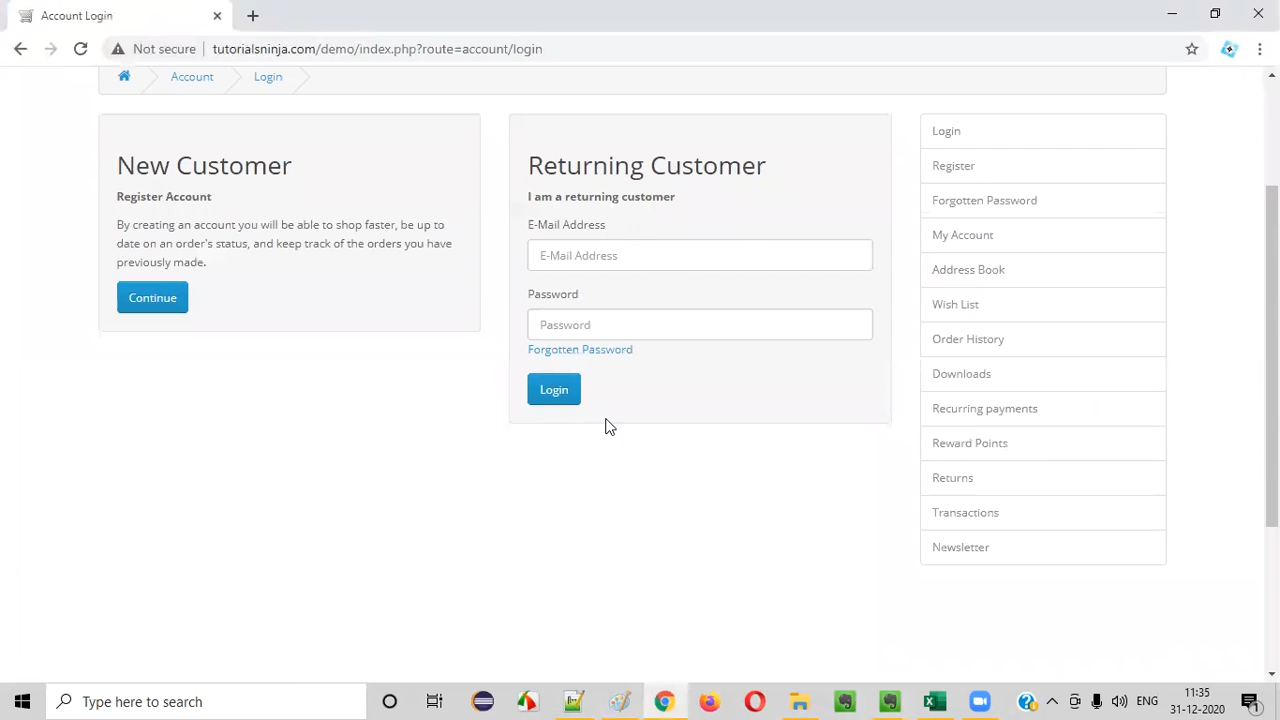 Account Login
Not secure tutorialsninja.com/demo/index.php?route=account/login
Account Login
New Customer
Register Account
By creating an account you will be able to shop faster, be up to
date on an order's status, and keep track of the orders you have
previously made.
Continue
Returning Customer
I am a returning customer
E-Mail Address
E-Mail Address
Password
Password
Forgotten Password
Login
Login
Register
Forgotten Password
My Account
Address Book
Wish List
Order History
Downloads
Recurring payments
Reward Points
Returns
Transactions
Newsletter
Type here to search
ENG
11:35
31-12-2020
1